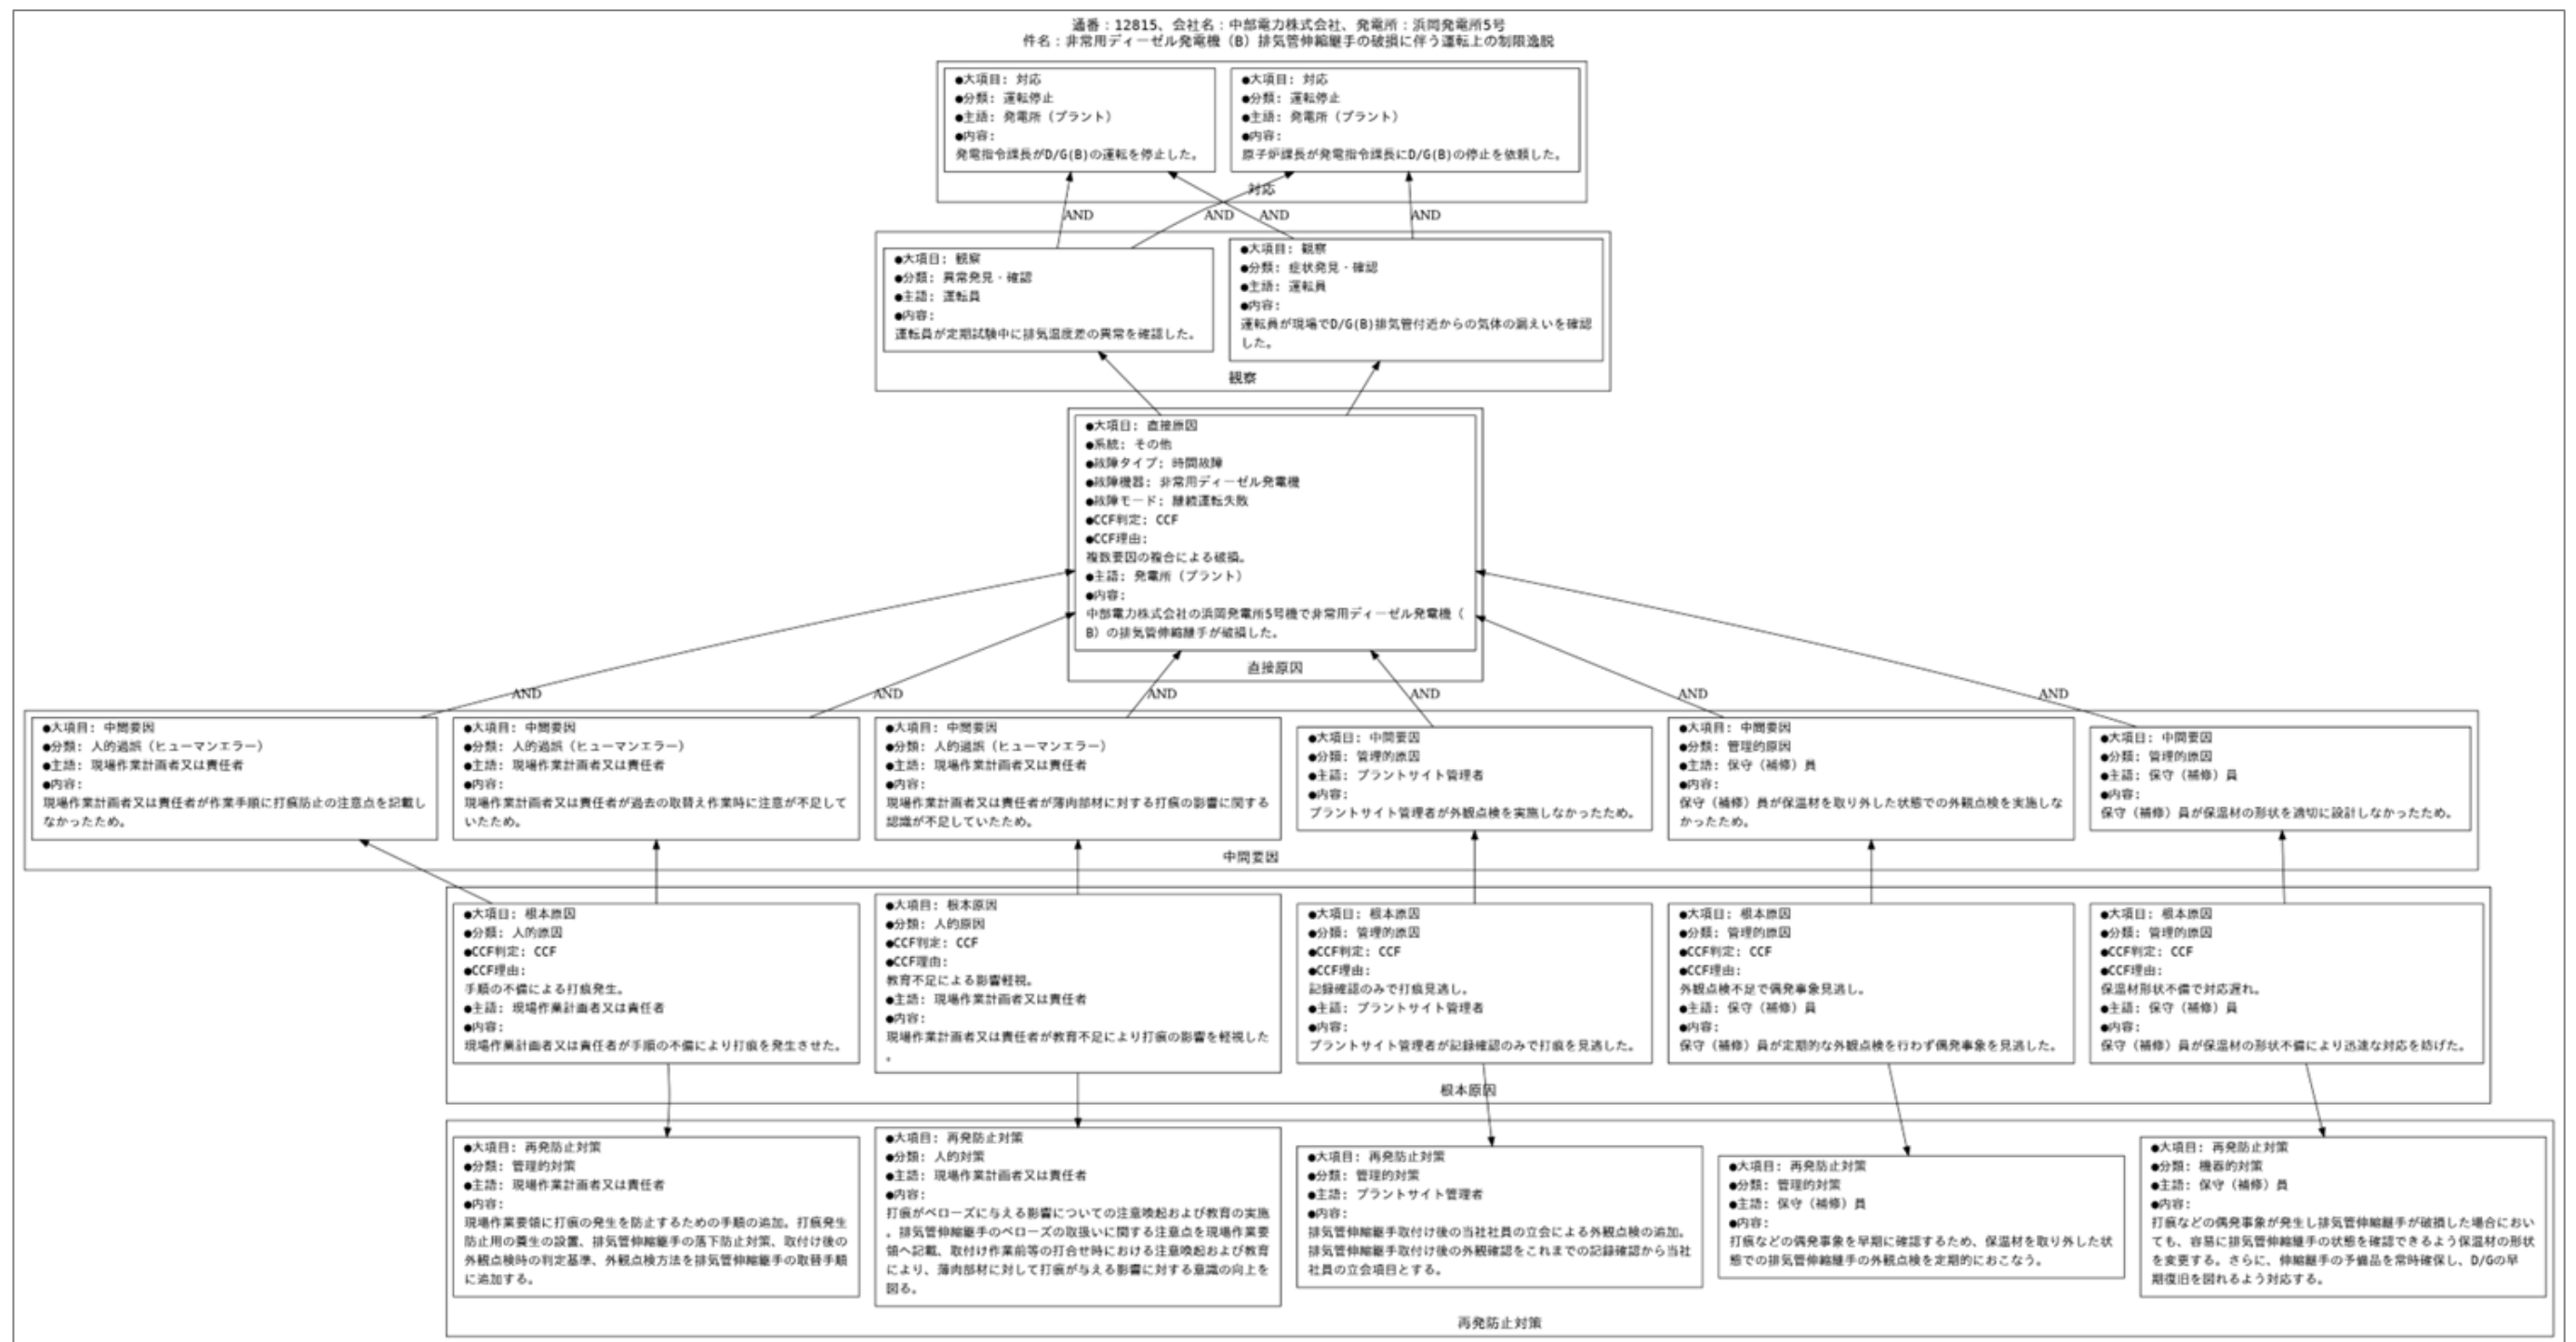 通番：12815、会社名：中部電力株式会社、発電所：浜岡発電所5号
件名：非常用ディーゼル発電機（B）排気管伸縮継手の破損に伴う運転上の制限逸脱
●大項目: 対応
●分類: 運転停止
●主語: 発電所（プラント）
●内容:
発電指令課長がD/G(B)の運転を停止した。
●大項目: 対応
●分類: 運転停止
●主語: 発電所（プラント）
●内容:
原子炉課長が発電指令課長にD/G(B)の停止を依頼した。
対応
AND
AND
AND
AND
●大項目: 観察
●分類: 異常発見・確認
●主語: 運転員
●内容:
運転員が定期試験中に排気温度差の異常を確認した。
●大項目: 観察
●分類: 症状発見・確認
●主語: 運転員
●内容:
運転員が現場でD/G(B)排気管付近からの気体の漏えいを確認
した。
観察
●大項目: 直接原因
●系統: その他
●故障タイプ: 時間故障
●故障機器: 非常用ディーゼル発電機
●故障モード: 継続運転失敗
●CCF判定: CCF
●CCF理由:
複数要因の複合による破損。
●主語: 発電所（プラント）
●内容:
中部電力株式会社の浜岡発電所5号機で非常用ディーゼル発電機（
B）の排気管伸縮継手が破損した。
直接原因
AND
AND
AND
AND
AND
AND
●大項目: 中間要因
●分類: 人的過誤（ヒューマンエラー）
●主語: 現場作業計画者又は責任者
●内容:
現場作業計画者又は責任者が作業手順に打痕防止の注意点を記載し
なかったため。
●大項目: 中間要因
●分類: 人的過誤（ヒューマンエラー）
●主語: 現場作業計画者又は責任者
●内容:
現場作業計画者又は責任者が過去の取替え作業時に注意が不足して
いたため。
●大項目: 中間要因
●分類: 人的過誤（ヒューマンエラー）
●主語: 現場作業計画者又は責任者
●内容:
現場作業計画者又は責任者が薄肉部材に対する打痕の影響に関する
認識が不足していたため。
●大項目: 中間要因
●分類: 管理的原因
●主語: プラントサイト管理者
●内容:
プラントサイト管理者が外観点検を実施しなかったため。
●大項目: 中間要因
●分類: 管理的原因
●主語: 保守（補修）員
●内容:
保守（補修）員が保温材を取り外した状態での外観点検を実施しな
かったため。
●大項目: 中間要因
●分類: 管理的原因
●主語: 保守（補修）員
●内容:
保守（補修）員が保温材の形状を適切に設計しなかったため。
中間要因
●大項目: 根本原因
●分類: 人的原因
●CCF判定: CCF
●CCF理由:
手順の不備による打痕発生。
●主語: 現場作業計画者又は責任者
●内容:
現場作業計画者又は責任者が手順の不備により打痕を発生させた。
●大項目: 根本原因
●分類: 人的原因
●CCF判定: CCF
●CCF理由:
教育不足による影響軽視。
●主語: 現場作業計画者又は責任者
●内容:
現場作業計画者又は責任者が教育不足により打痕の影響を軽視した
。
●大項目: 根本原因
●分類: 管理的原因
●CCF判定: CCF
●CCF理由:
記録確認のみで打痕見逃し。
●主語: プラントサイト管理者
●内容:
プラントサイト管理者が記録確認のみで打痕を見逃した。
●大項目: 根本原因
●分類: 管理的原因
●CCF判定: CCF
●CCF理由:
外観点検不足で偶発事象見逃し。
●主語: 保守（補修）員
●内容:
保守（補修）員が定期的な外観点検を行わず偶発事象を見逃した。
●大項目: 根本原因
●分類: 管理的原因
●CCF判定: CCF
●CCF理由:
保温材形状不備で対応遅れ。
●主語: 保守（補修）員
●内容:
保守（補修）員が保温材の形状不備により迅速な対応を妨げた。
根本原因
●大項目: 再発防止対策
●分類: 管理的対策
●主語: 現場作業計画者又は責任者
●内容:
現場作業要領に打痕の発生を防止するための手順の追加。打痕発生
防止用の養生の設置、排気管伸縮継手の落下防止対策、取付け後の
外観点検時の判定基準、外観点検方法を排気管伸縮継手の取替手順
に追加する。
●大項目: 再発防止対策
●分類: 人的対策
●主語: 現場作業計画者又は責任者
●内容:
打痕がベローズに与える影響についての注意喚起および教育の実施
。排気管伸縮継手のベローズの取扱いに関する注意点を現場作業要
領へ記載、取付け作業前等の打合せ時における注意喚起および教育
により、薄肉部材に対して打痕が与える影響に対する意識の向上を
図る。
●大項目: 再発防止対策
●分類: 管理的対策
●主語: プラントサイト管理者
●内容:
排気管伸縮継手取付け後の当社社員の立会による外観点検の追加。
排気管伸縮継手取付け後の外観確認をこれまでの記録確認から当社
社員の立会項目とする。
●大項目: 再発防止対策
●分類: 管理的対策
●主語: 保守（補修）員
●内容:
打痕などの偶発事象を早期に確認するため、保温材を取り外した状
態での排気管伸縮継手の外観点検を定期的におこなう。
●大項目: 再発防止対策
●分類: 機器的対策
●主語: 保守（補修）員
●内容:
打痕などの偶発事象が発生し排気管伸縮継手が破損した場合におい
ても、容易に排気管伸縮継手の状態を確認できるよう保温材の形状
を変更する。さらに、伸縮継手の予備品を常時確保し、D/Gの早
期復旧を図れるよう対応する。
再発防止対策